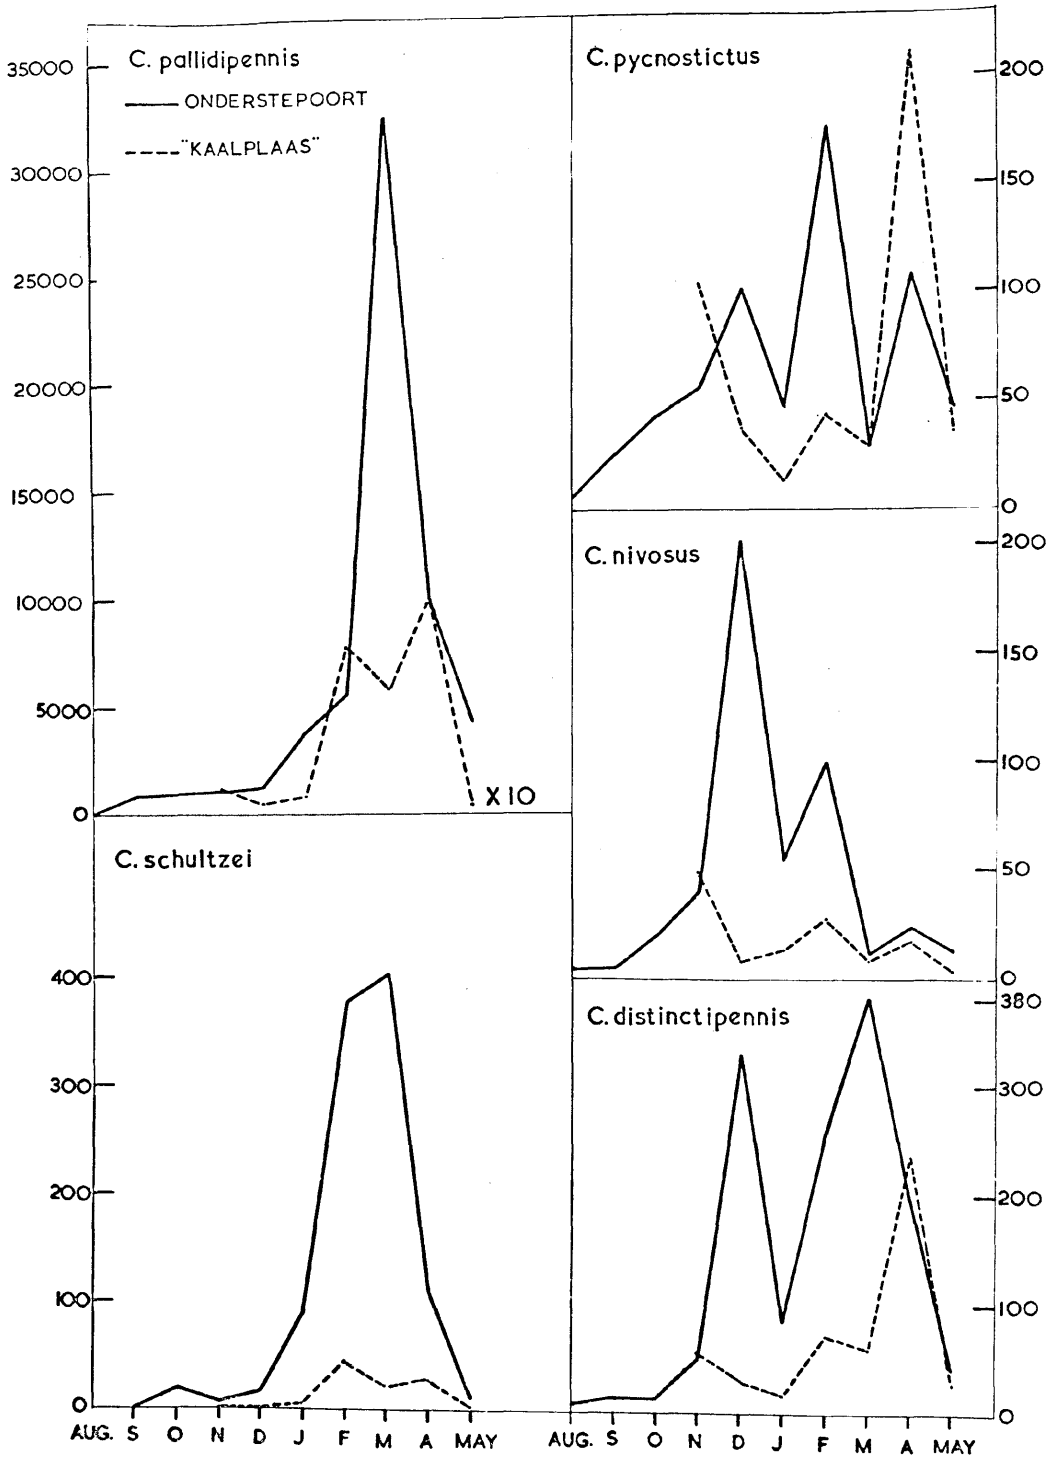 C. pallidipennis
ONDERSTEPOORT
"KAALPLAAS"
35000
30000
25000
20000
15000
10000
5000
0
X10
C. schultzei
400
300
200
100
0
AUG. S O N D J F M A MAY
C. pycnostictus
200
150
100
50
0
C. nivosus
200
150
100
50
0
C. distinctipennis
380
300
200
100
0
AUG. S O N D J F M A MAY